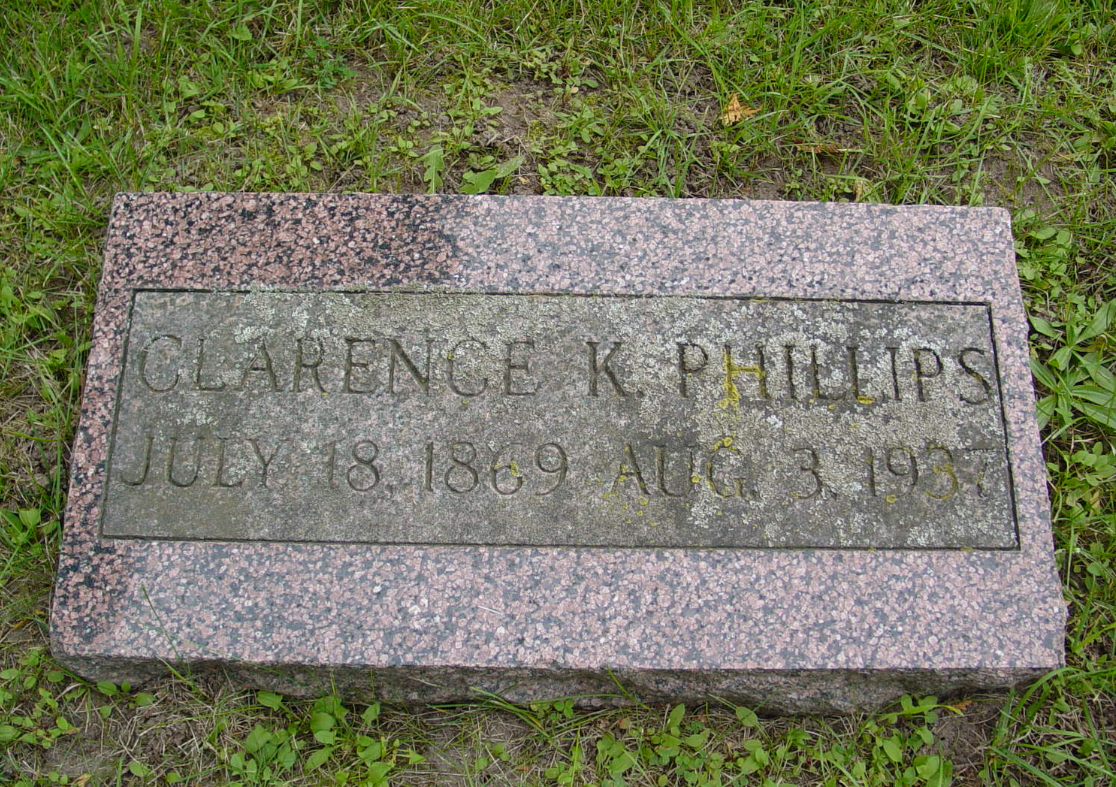 CLARENCE K. PHILLIPS
JULY 18. 1869 AUG. 3. 1937